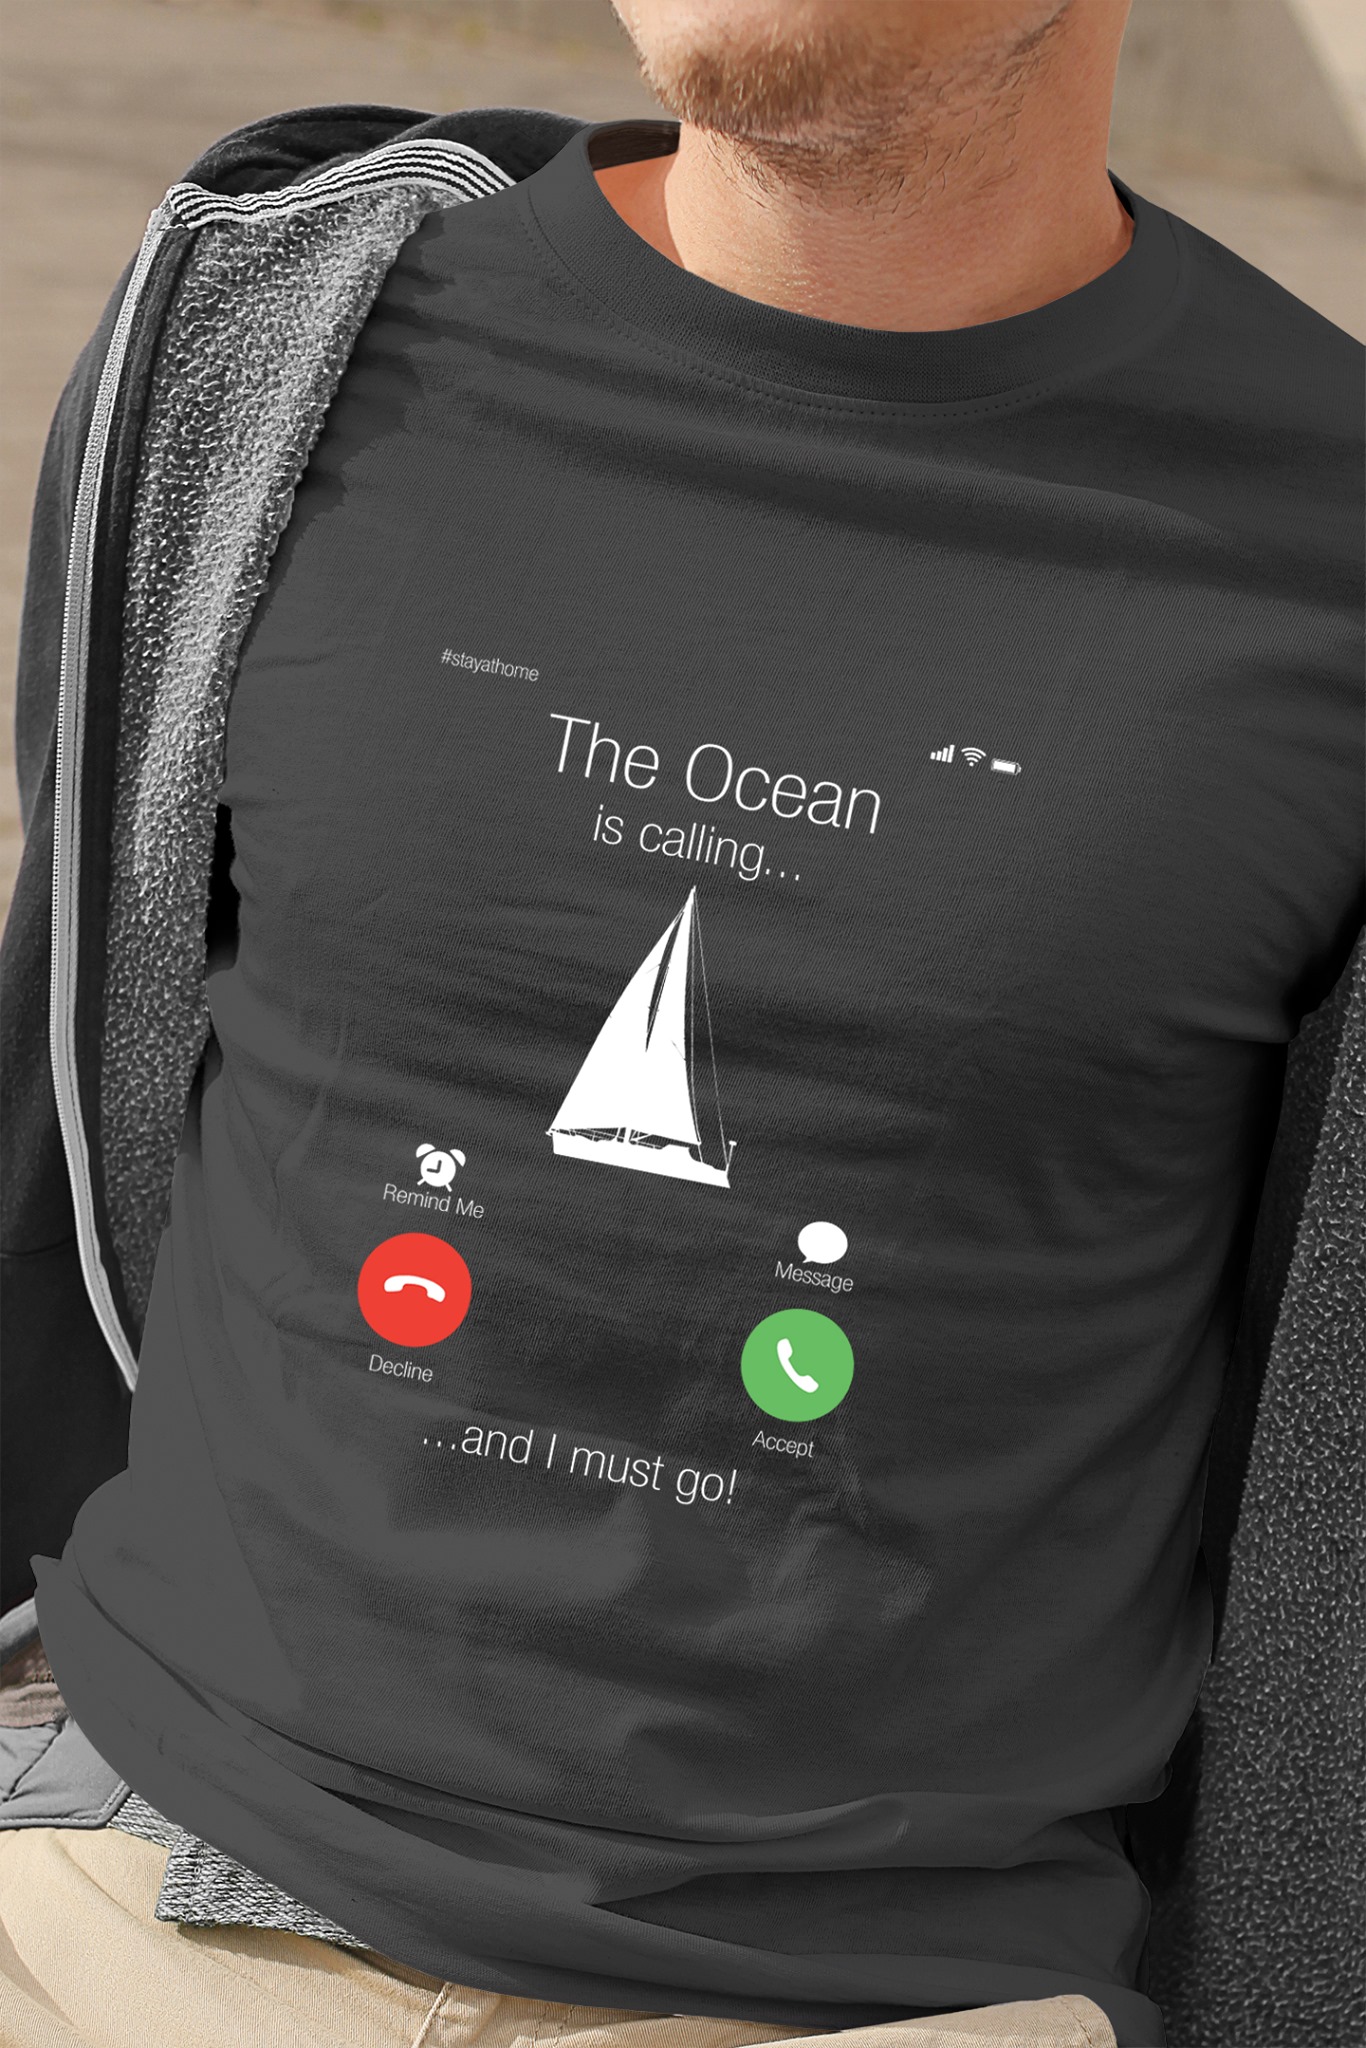 #stayathome
The Ocean
is calling...
Remind Me
Message
Decline
Accept
...and I must go!